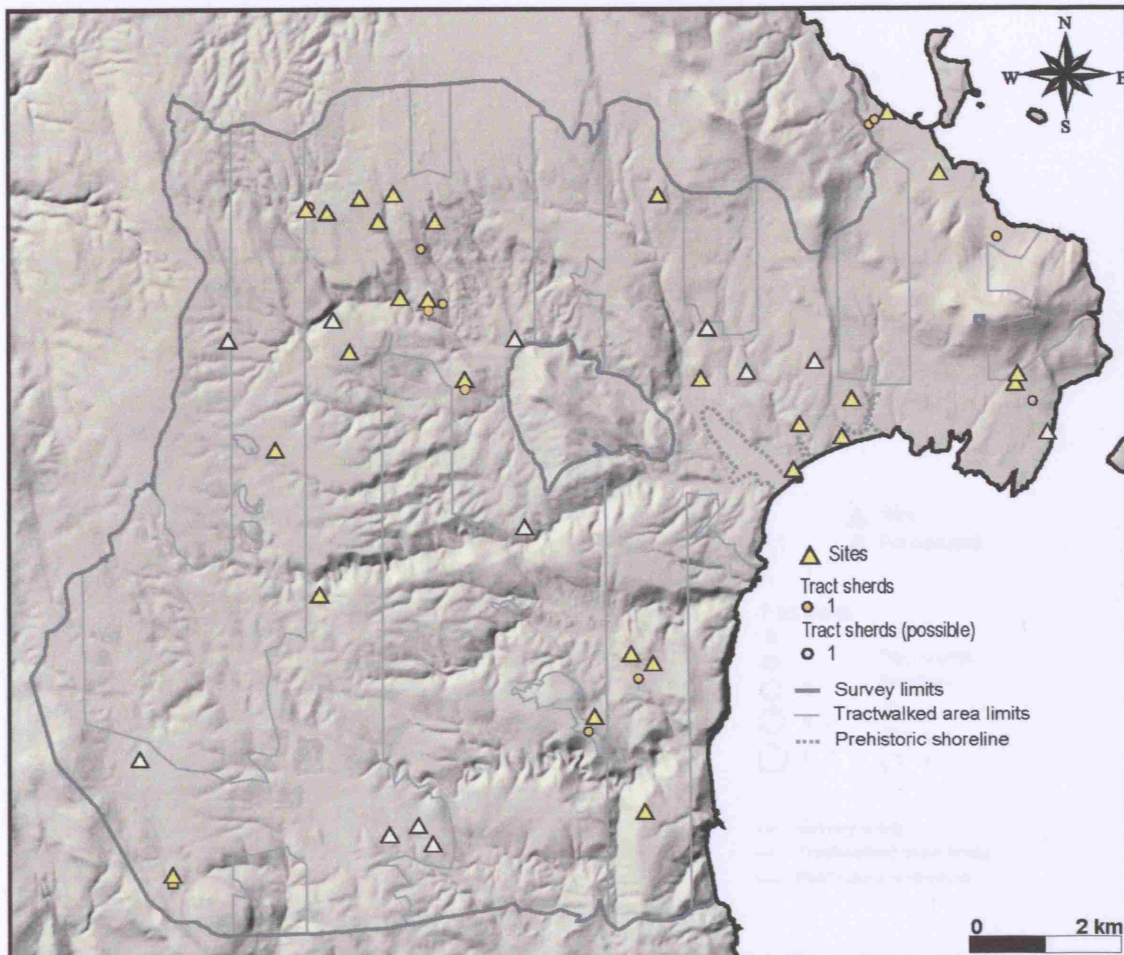 N
W E
S
Sites
Tract sherds
1
Tract sherds (possible)
1
Survey limits
Tractwalked area limits
Prehistoric shoreline
0 2 km